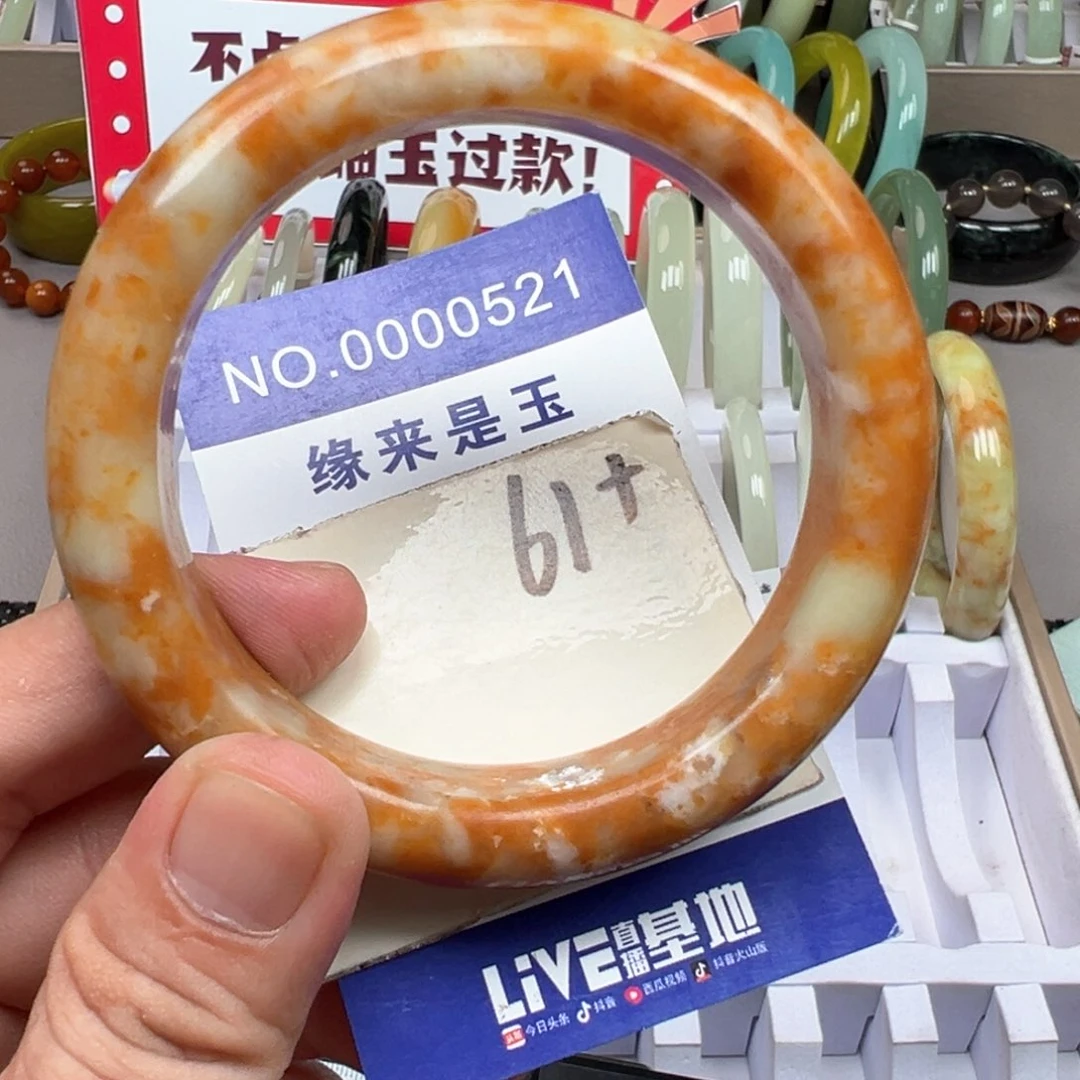 不
玉过款!
NO.0000521
缘来是玉
61+
LiVE直播基地
今日头条 抖音 西瓜视频 抖音火山版